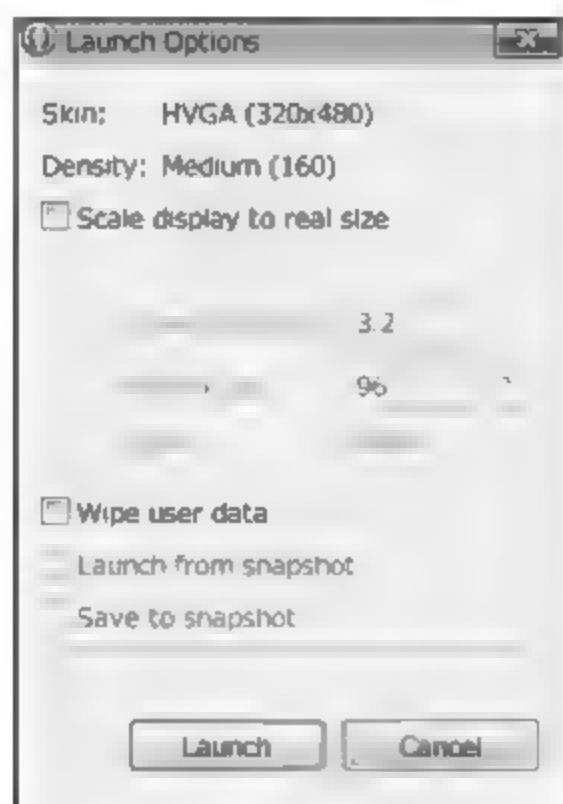 Launch Options
Skin: HVGA (320x480)
Density: Medium (160)
Scale display to real size
3.2
96
Wipe user data
Launch from snapshot
Save to snapshot
Launch Cancel